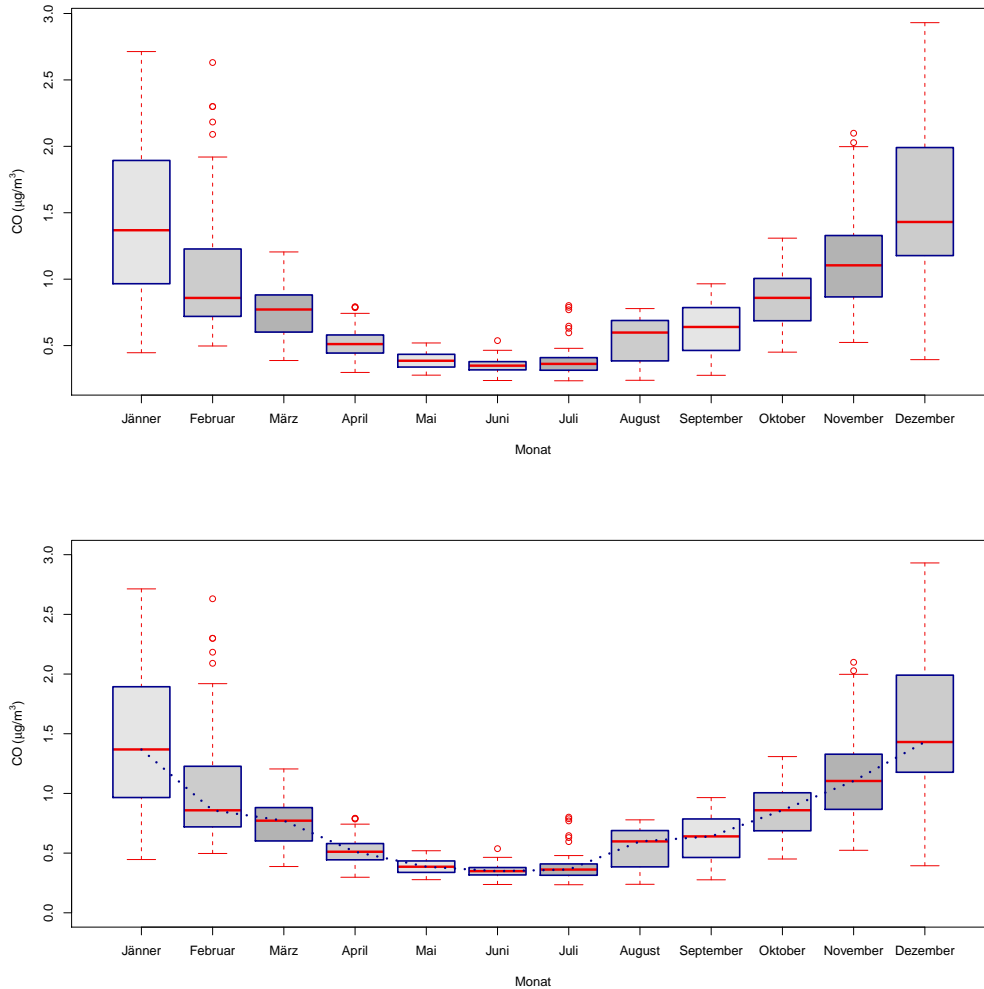 3.0
2.5
2.0
1.5
1.0
0.5
CO (µg/m³)
Jänner Februar März April Mai Juni Juli August September Oktober November Dezember
Monat
3.0
2.5
2.0
1.5
1.0
0.5
0.0
CO (µg/m³)
Jänner Februar März April Mai Juni Juli August September Oktober November Dezember
Monat